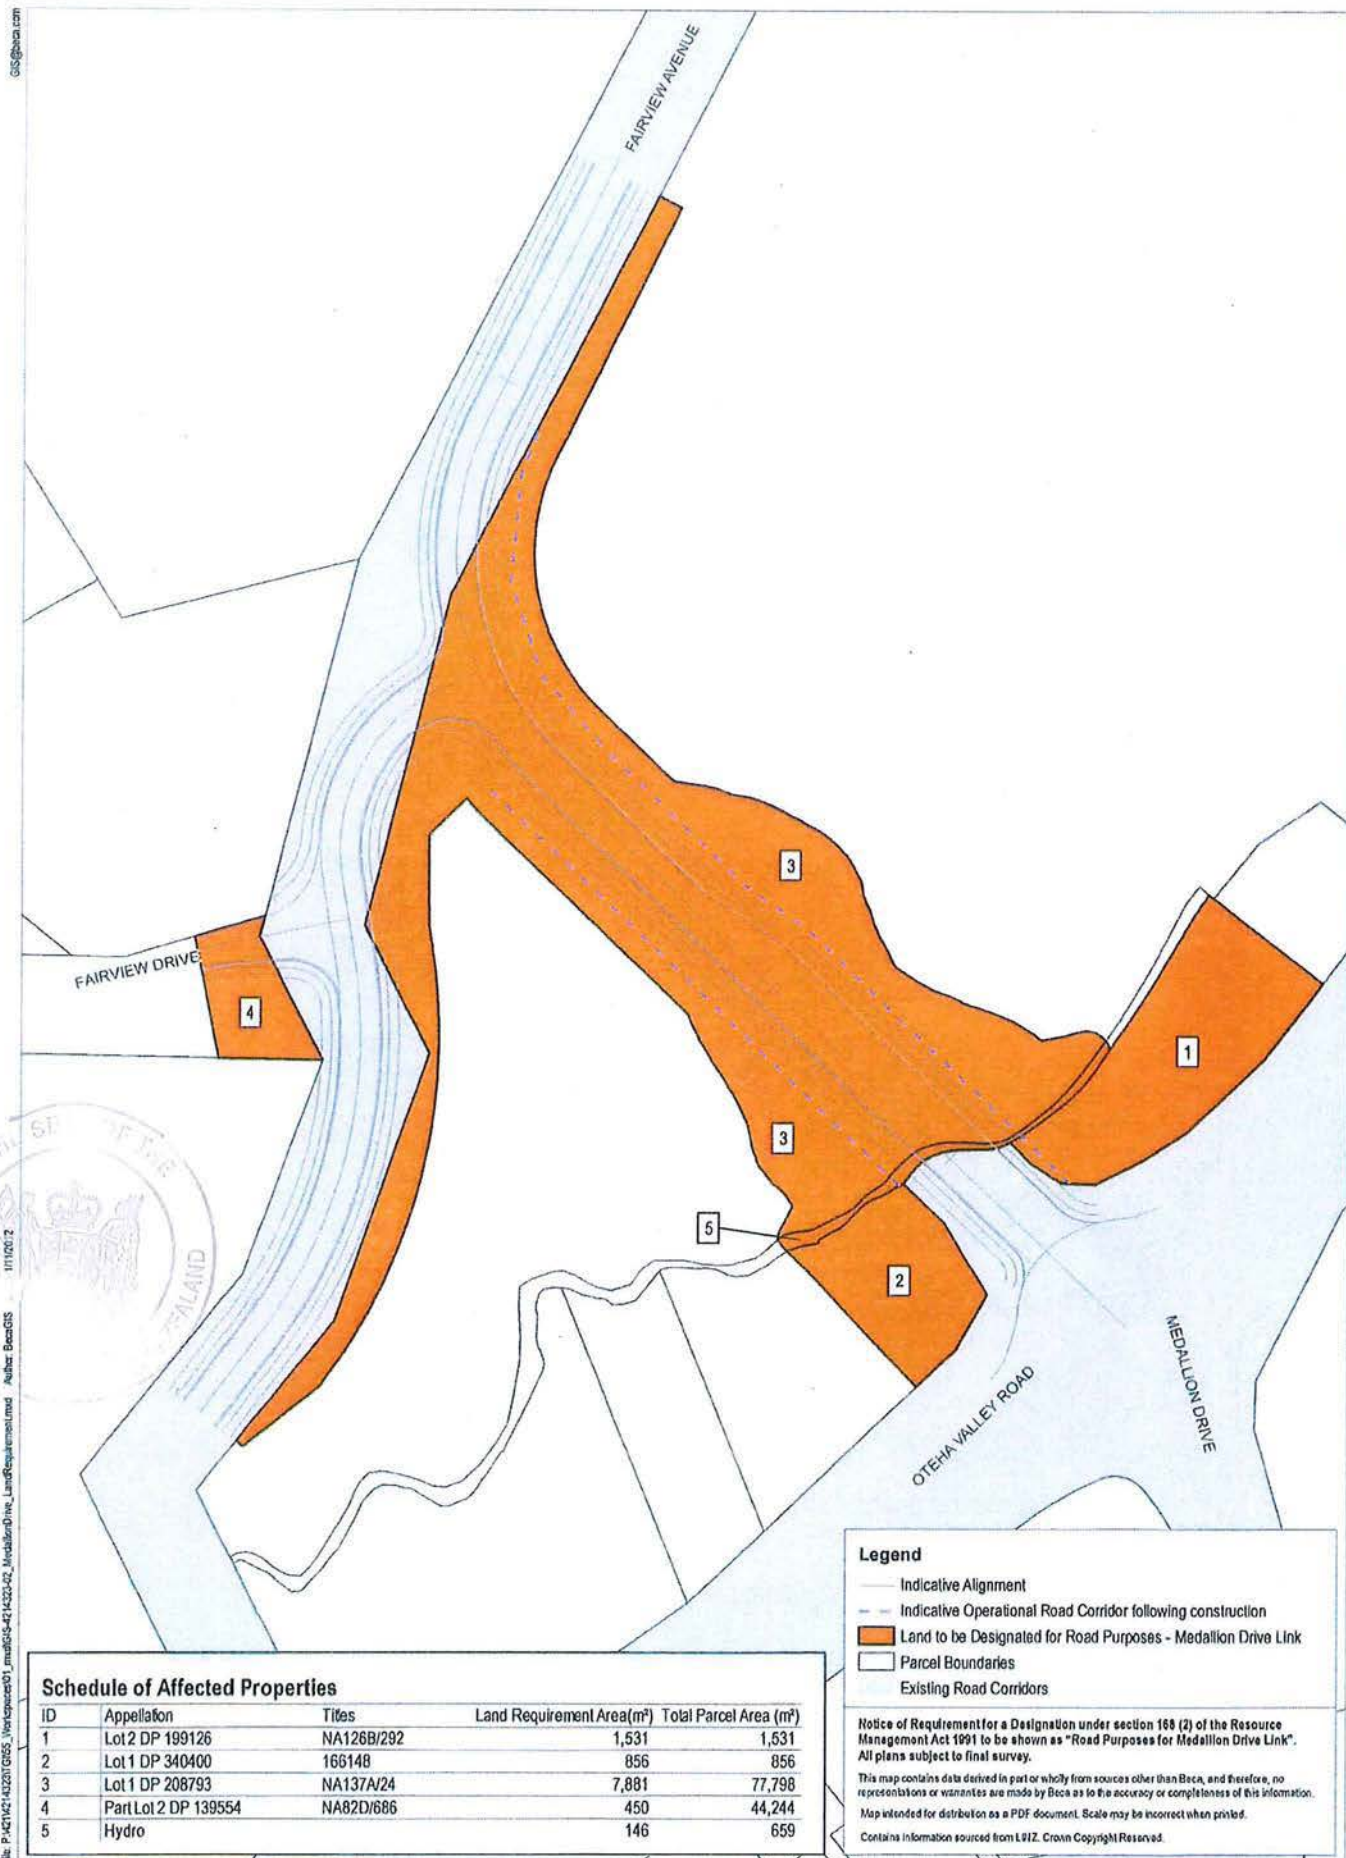 GIS@beca.com
FAIRVIEW AVENUE
3
1
FAIRVIEW DRIVE
4
3
5
2
MEDALLION DRIVE
OTEHA VALLEY ROAD
ZEALAND
1/11/2012
Author: BecaGIS
Legend
Indicative Alignment
Indicative Operational Road Corridor following construction
Land to be Designated for Road Purposes - Medallion Drive Link
Parcel Boundaries
Existing Road Corridors
Notice of Requirement for a Designation under section 168 (2) of the Resource
Management Act 1991 to be shown as "Road Purposes for Medallion Drive Link".
All plans subject to final survey.
This map contains data derived in part or wholly from sources other than Beca, and therefore, no
representations or warranties are made by Beca as to the accuracy or completeness of this information.
Map intended for distribution as a PDF document. Scale may be incorrect when printed.
Contains information sourced from LINZ. Crown Copyright Reserved.
Schedule of Affected Properties
ID Appellation Titles Land Requirement Area(m²) Total Parcel Area (m²)
1 Lot 2 DP 199126 NA126B/292 1,531 1,531
2 Lot 1 DP 340400 166148 856 856
3 Lot 1 DP 208793 NA137A/24 7,881 77,798
4 Part Lot 2 DP 139554 NA82D/686 450 44,244
5 Hydro 146 659